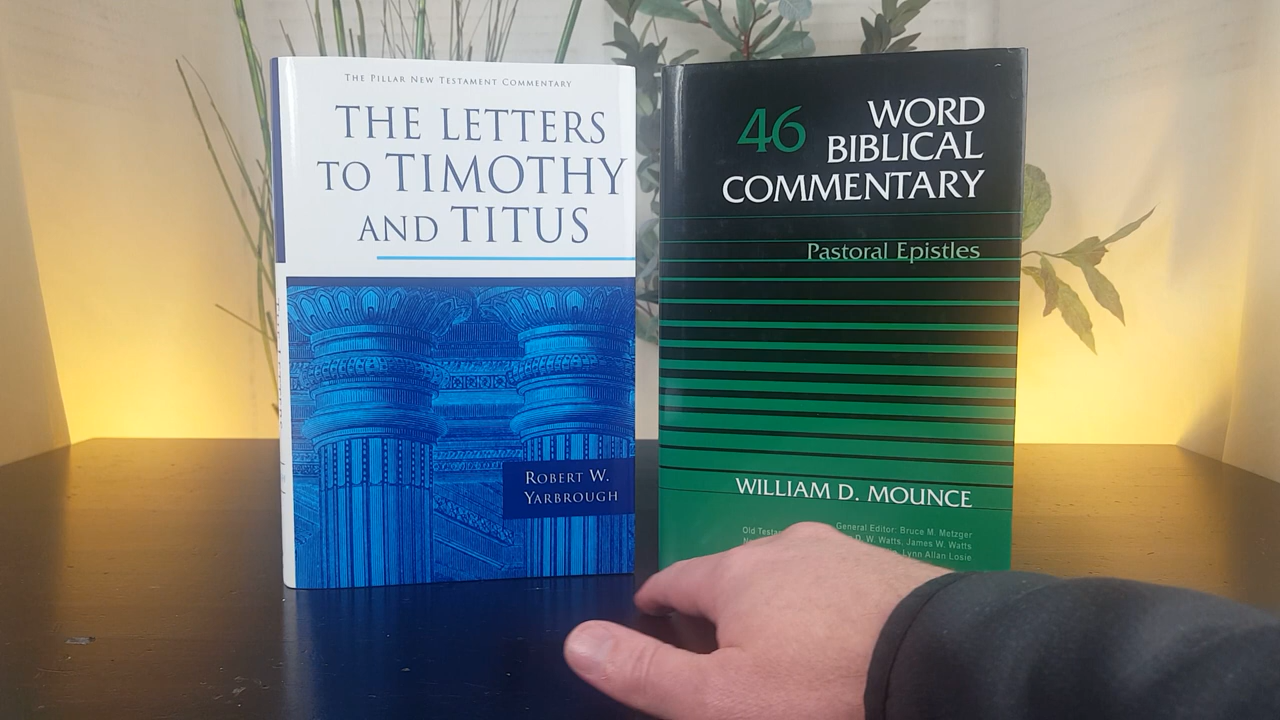 THE PILLAR NEW TESTAMENT COMMENTARY
THE LETTERS
TO TIMOTHY
AND TITUS
ROBERT W.
YARBROUGH
46
WORD
BIBLICAL
COMMENTARY
Pastoral Epistles
WILLIAM D. MOUNCE
General Editor: Bruce M. Metzger
D. W. Watts, James W. Watts
Lynn Allan Losie